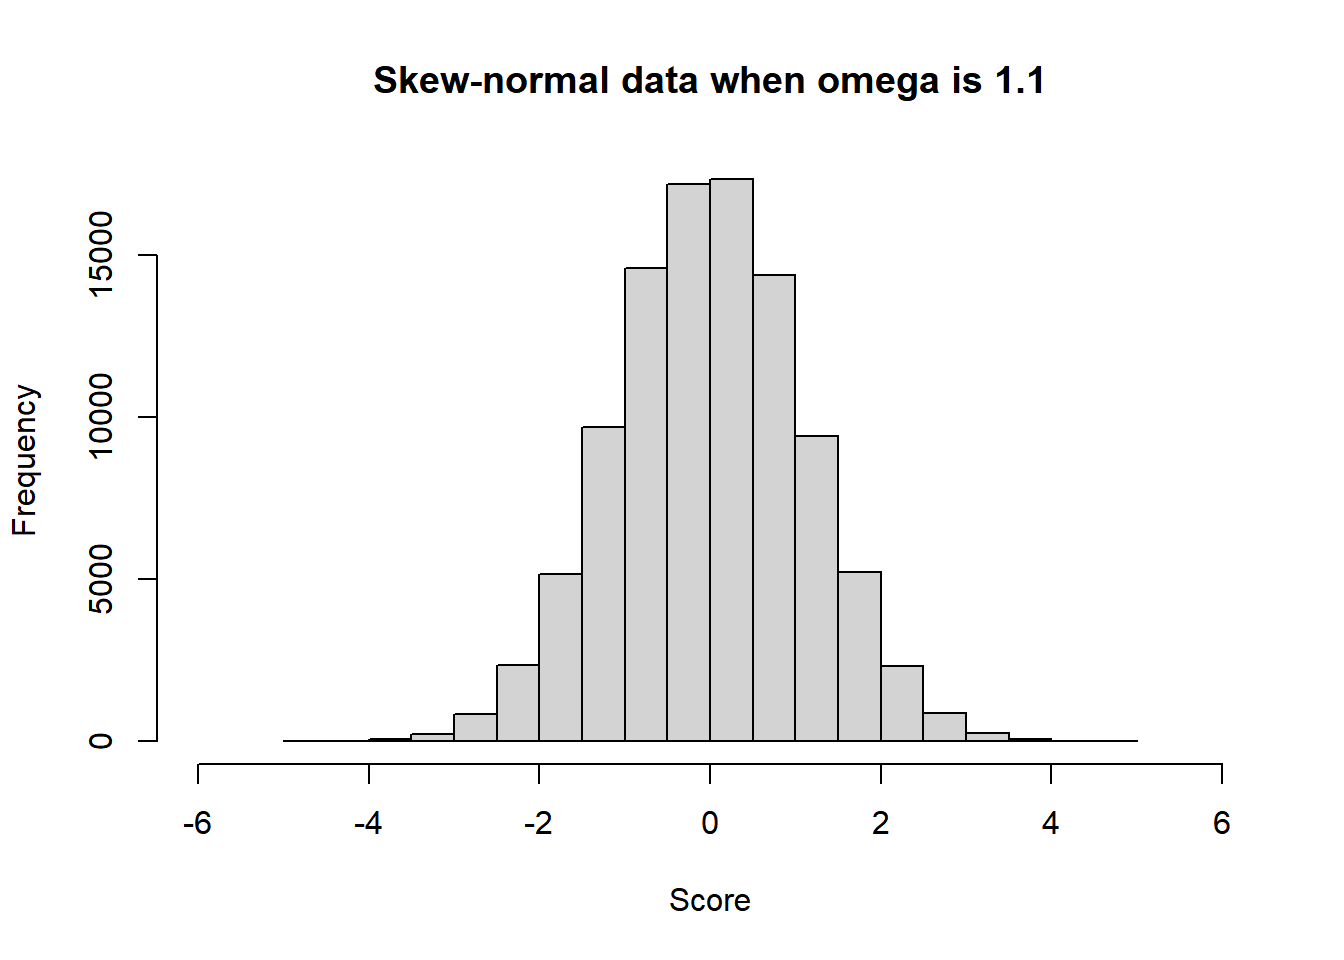 Skew-normal data when omega is 1.1
Frequency
15000
10000
5000
0
-6 -4 -2 0 2 4 6
Score